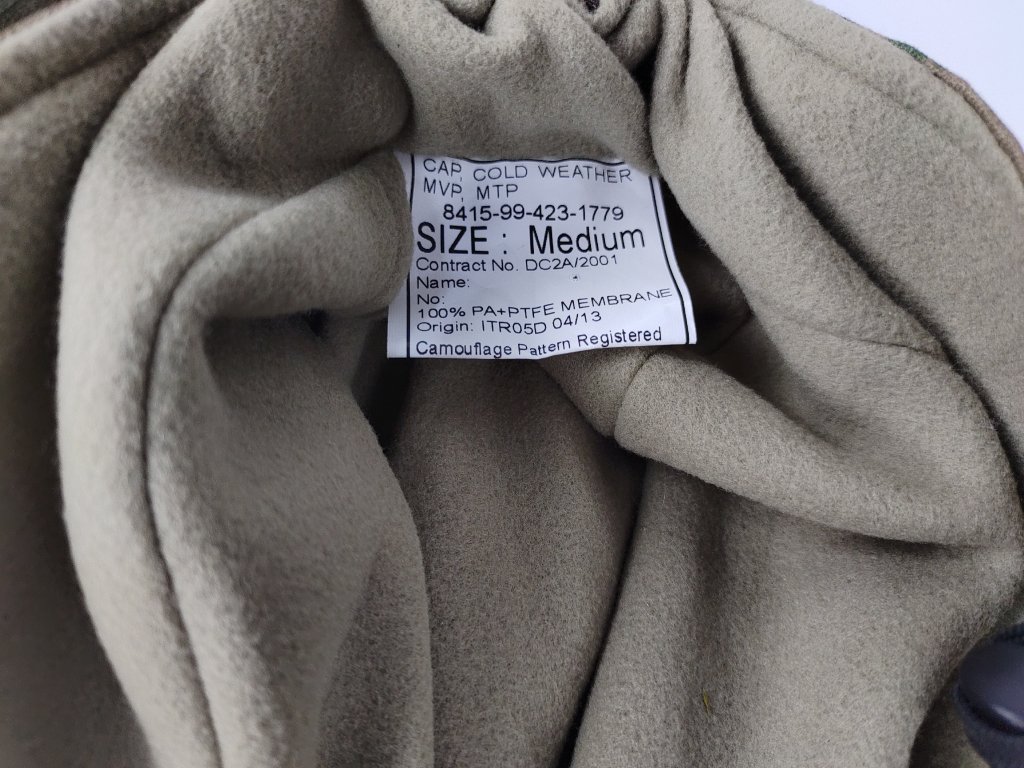 CAP, COLD WEATHER
MVP, MTP
8415-99-423-1779
SIZE : Medium
Contract No. DC2A/2001
Name:
No:
100% PA+PTFE MEMBRANE
Origin: ITR05D 04/13
Camouflage Pattern Registered